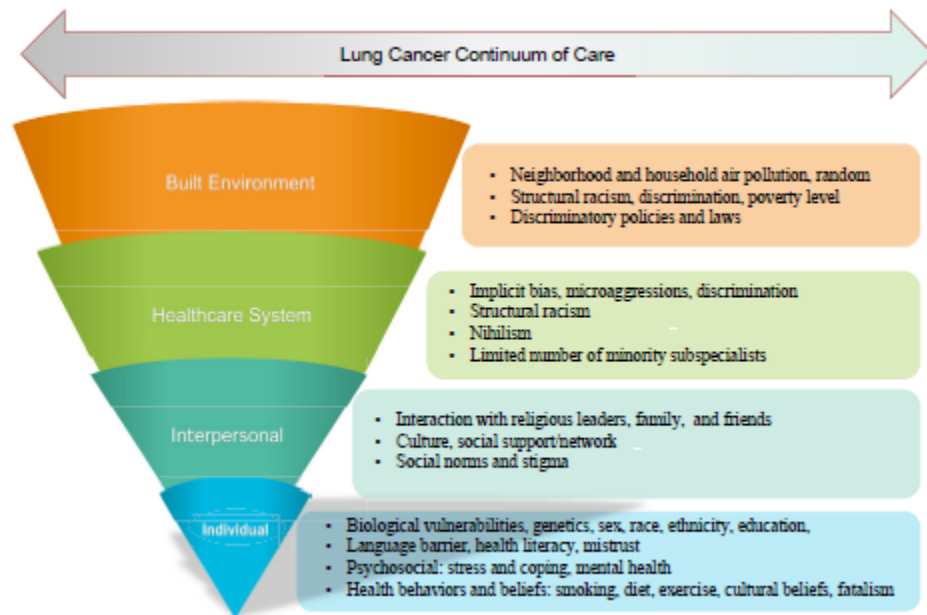 Lung Cancer Continuum of Care
Built Environment
▪ Neighborhood and household air pollution, random
▪ Structural racism, discrimination, poverty level
▪ Discriminatory policies and laws
Healthcare System
▪ Implicit bias, microaggressions, discrimination
▪ Structural racism
▪ Nihilism
▪ Limited number of minority subspecialists
Interpersonal
▪ Interaction with religious leaders, family, and friends
▪ Culture, social support/network
▪ Social norms and stigma
Individual
▪ Biological vulnerabilities, genetics, sex, race, ethnicity, education,
▪ Language barrier, health literacy, mistrust
▪ Psychosocial: stress and coping, mental health
▪ Health behaviors and beliefs: smoking, diet, exercise, cultural beliefs, fatalism